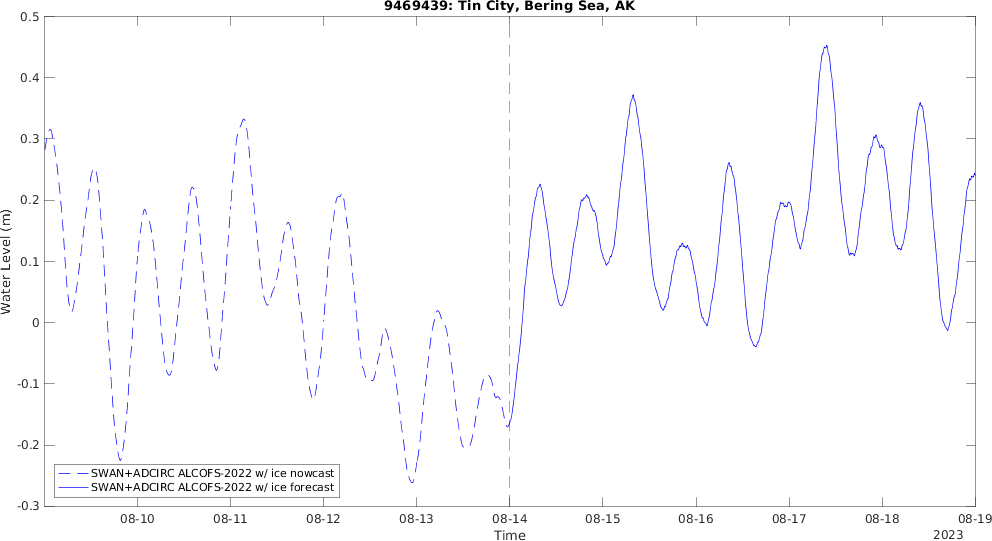 9469439: Tin City, Bering Sea, AK
Water Level (m)
0.5
0.4
0.3
0.2
0.1
0
-0.1
-0.2
-0.3
SWAN+ADCIRC ALCOFS-2022 w/ ice nowcast
SWAN+ADCIRC ALCOFS-2022 w/ ice forecast
08-10 08-11 08-12 08-13 08-14 08-15 08-16 08-17 08-18 08-19
Time
2023